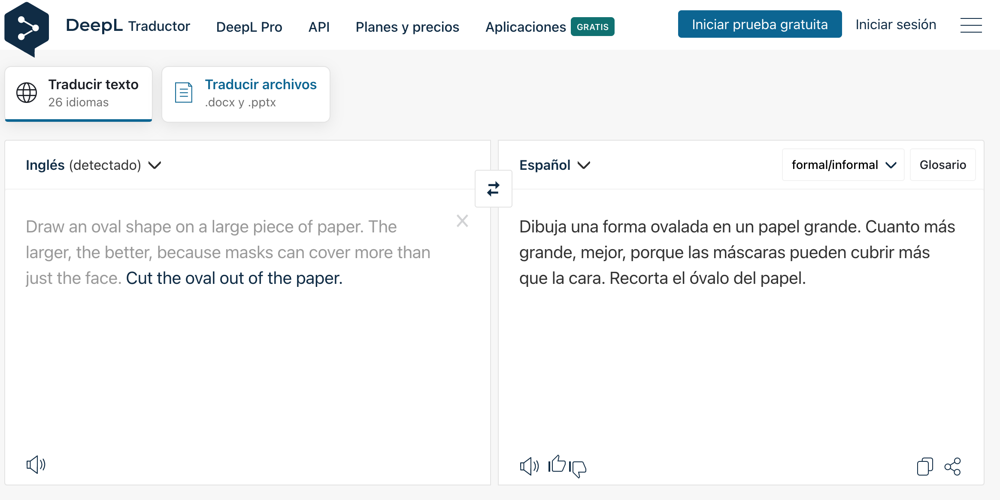 DeepL Traductor
DeepL Pro
API
Planes y precios
Aplicaciones GRATIS
Iniciar prueba gratuita
Iniciar sesión
Traducir texto
26 idiomas
Traducir archivos
.docx y .pptx
Inglés (detectado)
Draw an oval shape on a large piece of paper. The
larger, the better, because masks can cover more than
just the face. Cut the oval out of the paper.
Español
formal/informal
Glosario
Dibuja una forma ovalada en un papel grande. Cuanto más
grande, mejor, porque las máscaras pueden cubrir más
que la cara. Recorta el óvalo del papel.